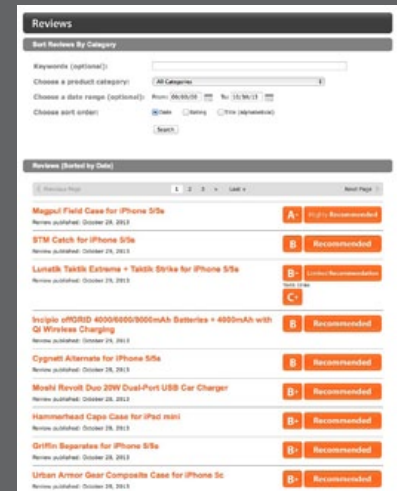 Reviews
Sort Reviews By Category
Keywords (optional):
Choose a product category: All Categories
Choose a date range (optional): From: To:
Choose sort order: Date Rating Title (alphabetical)
Search
Reviews (Sorted by Date)
Previous Page 1 2 3 » Last » Next Page
Magpul Field Case for iPhone 5/5s
Review published: October 29, 2013
A- Highly Recommended
STM Catch for iPhone 5/5s
Review published: October 29, 2013
B Recommended
Lunatik Taktik Extreme + Taktik Strike for iPhone 5/5s
Review published: October 29, 2013
B- Limited Recommendation
Taktik Strike
C+
Incipio offGRID 4000/6000/8000mAh Batteries + 4000mAh with
Qi Wireless Charging
Review published: October 29, 2013
B Recommended
Cygnett Alternate for iPhone 5/5s
Review published: October 29, 2013
B Recommended
Moshi Revolt Duo 20W Dual-Port USB Car Charger
Review published: October 29, 2013
B+ Recommended
Hammerhead Capo Case for iPad mini
Review published: October 29, 2013
B+ Recommended
Griffin Separates for iPhone 5/5s
Review published: October 29, 2013
B+ Recommended
Urban Armor Gear Composite Case for iPhone 5c
Review published: October 29, 2013
B+ Recommended